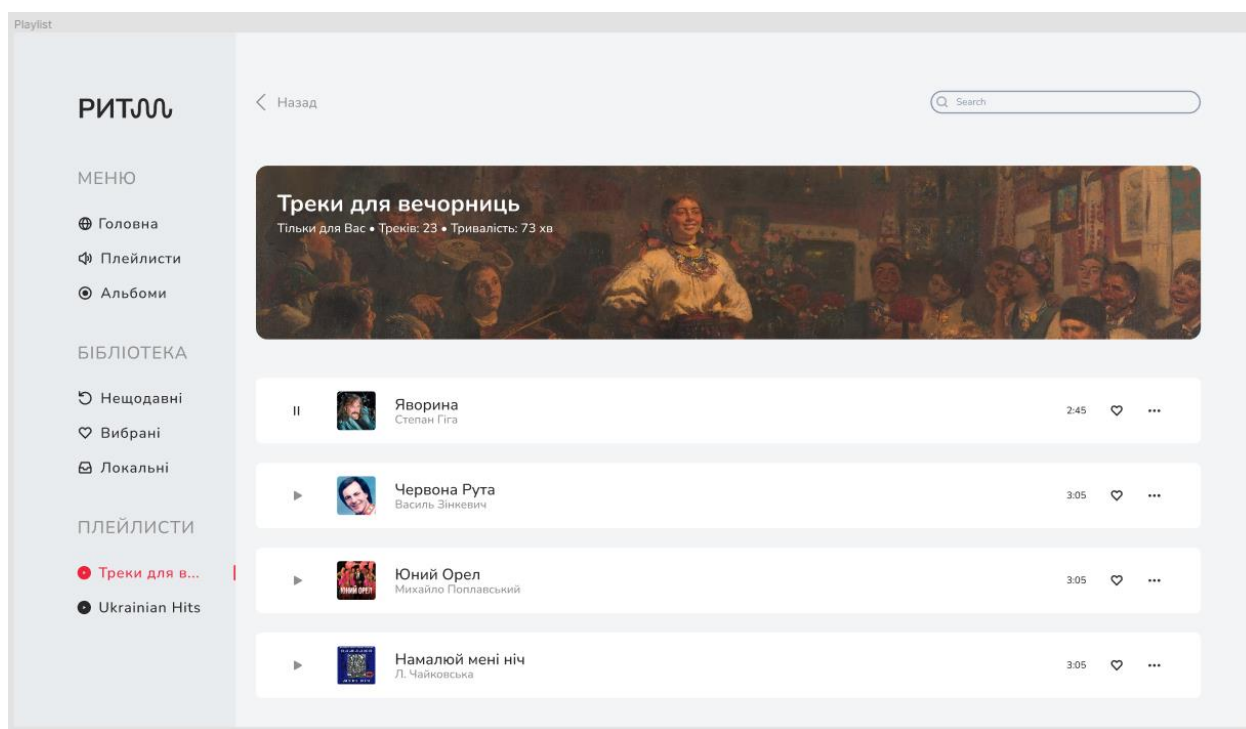 Playlist
РИТМ
Назад
Search
МЕНЮ
Головна
Плейлисти
Альбоми
БІБЛІОТЕКА
Нещодавні
Вибрані
Локальні
ПЛЕЙЛИСТИ
Треки для в...
Ukrainian Hits
Треки для вечорниць
Тільки для Вас • Треків: 23 • Тривалість: 73 хв
Яворина
Степан Гіга
2:45
Червона Рута
Василь Зінкевич
3:05
ЮНИЙ ОРЕЛ
Юний Орел
Михайло Поплавський
3:05
Намалюй мені ніч
Л. Чайковська
3:05